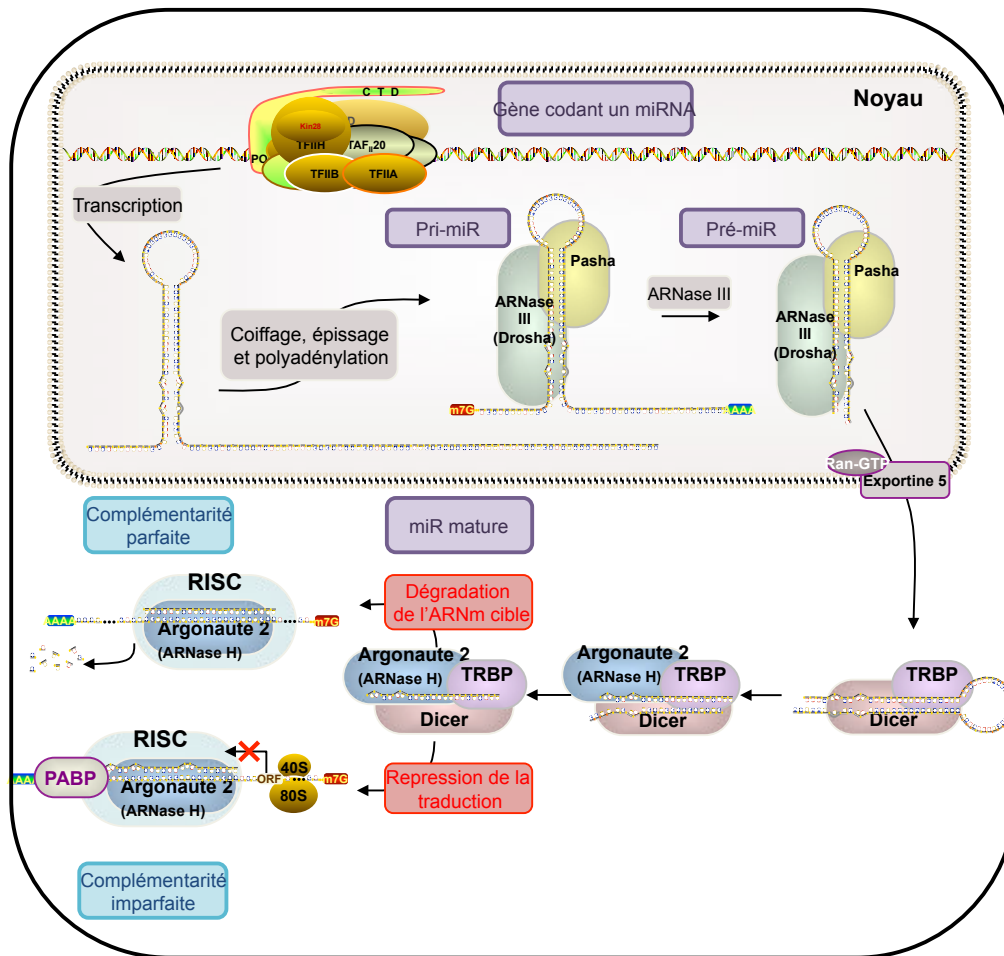 C T D
Gène codant un miRNA
Noyau
Kin28
D
TFIIH
TAFII20
PO
TFIIB
TFIIA
Transcription
Pri-miR
Pré-miR
Pasha
Pasha
ARNase III
ARNase
III
(Drosha)
ARNase
III
(Drosha)
Coiffage, épissage
et polyadénylation
m7G
AAA
Ran-GTP
Exportine 5
Complémentarité
parfaite
miR mature
RISC
Dégradation
de l'ARNm cible
AAAA
m7G
Argonaute 2
(ARNase H)
Argonaute 2
(ARNase H)
TRBP
Dicer
Argonaute 2
(ARNase H)
TRBP
Dicer
TRBP
Dicer
RISC
Repression de la
traduction
AA
PABP
Argonaute 2
(ARNase H)
ORF
40S
80S
m7G
Complémentarité
imparfaite